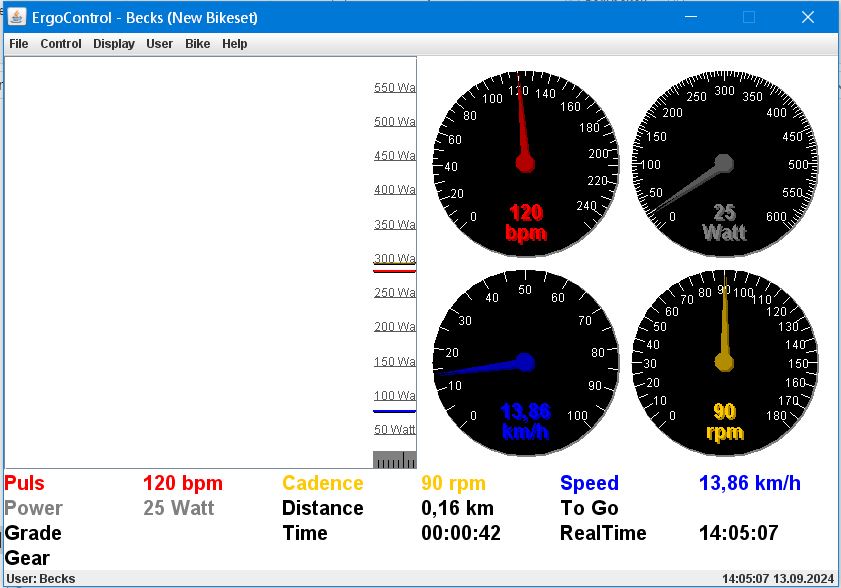 ErgoControl - Becks (New Bikeset)
File Control Display User Bike Help
550 Wa
500 Wa
450 Wa
400 Wa
350 Wa
300 Wa
250 Wa
200 Wa
150 Wa
100 Wa
50 Watt
0 20 40 60 80 100 120 140 160 180 200 220 240
120
bpm
0 50 100 150 200 250 300 350 400 450 500 550 600
25
Watt
0 10 20 30 40 50 60 70 80 90 100
13,86
km/h
0 10 20 30 40 50 60 70 80 90 100 110 120 130 140 150 160 170 180
90
rpm
Puls 120 bpm Cadence 90 rpm Speed 13,86 km/h
Power 25 Watt Distance 0,16 km To Go
Grade Time 00:00:42 RealTime 14:05:07
Gear
User: Becks 14:05:07 13.09.2024